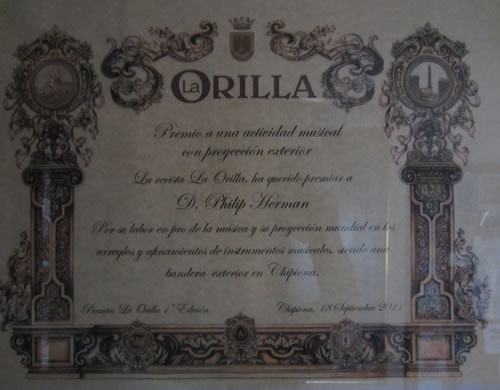 La ORILLA
Premio a una actividad musical
con proyección exterior
La revista La Orilla, ha querido premiar a
D. Philip Herman
Por su labor en pro de la música y su proyección mundial en los
arreglos y afinamientos de instrumentos musicales, siendo una
bandera exterior en Chipiona.
Premios La Orilla 1ª Edición.
Chipiona, 18 Septiembre 2011